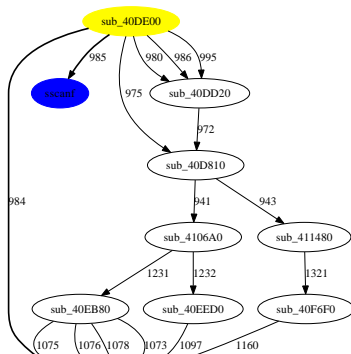 sub_40DE00
985
980
986
995
sscanf
975
sub_40DD20
972
sub_40D810
984
941
943
sub_4106A0
sub_411480
1231
1232
1321
sub_40EB80
sub_40EED0
sub_40F6F0
1075
1076
1078
1073
1097
1160